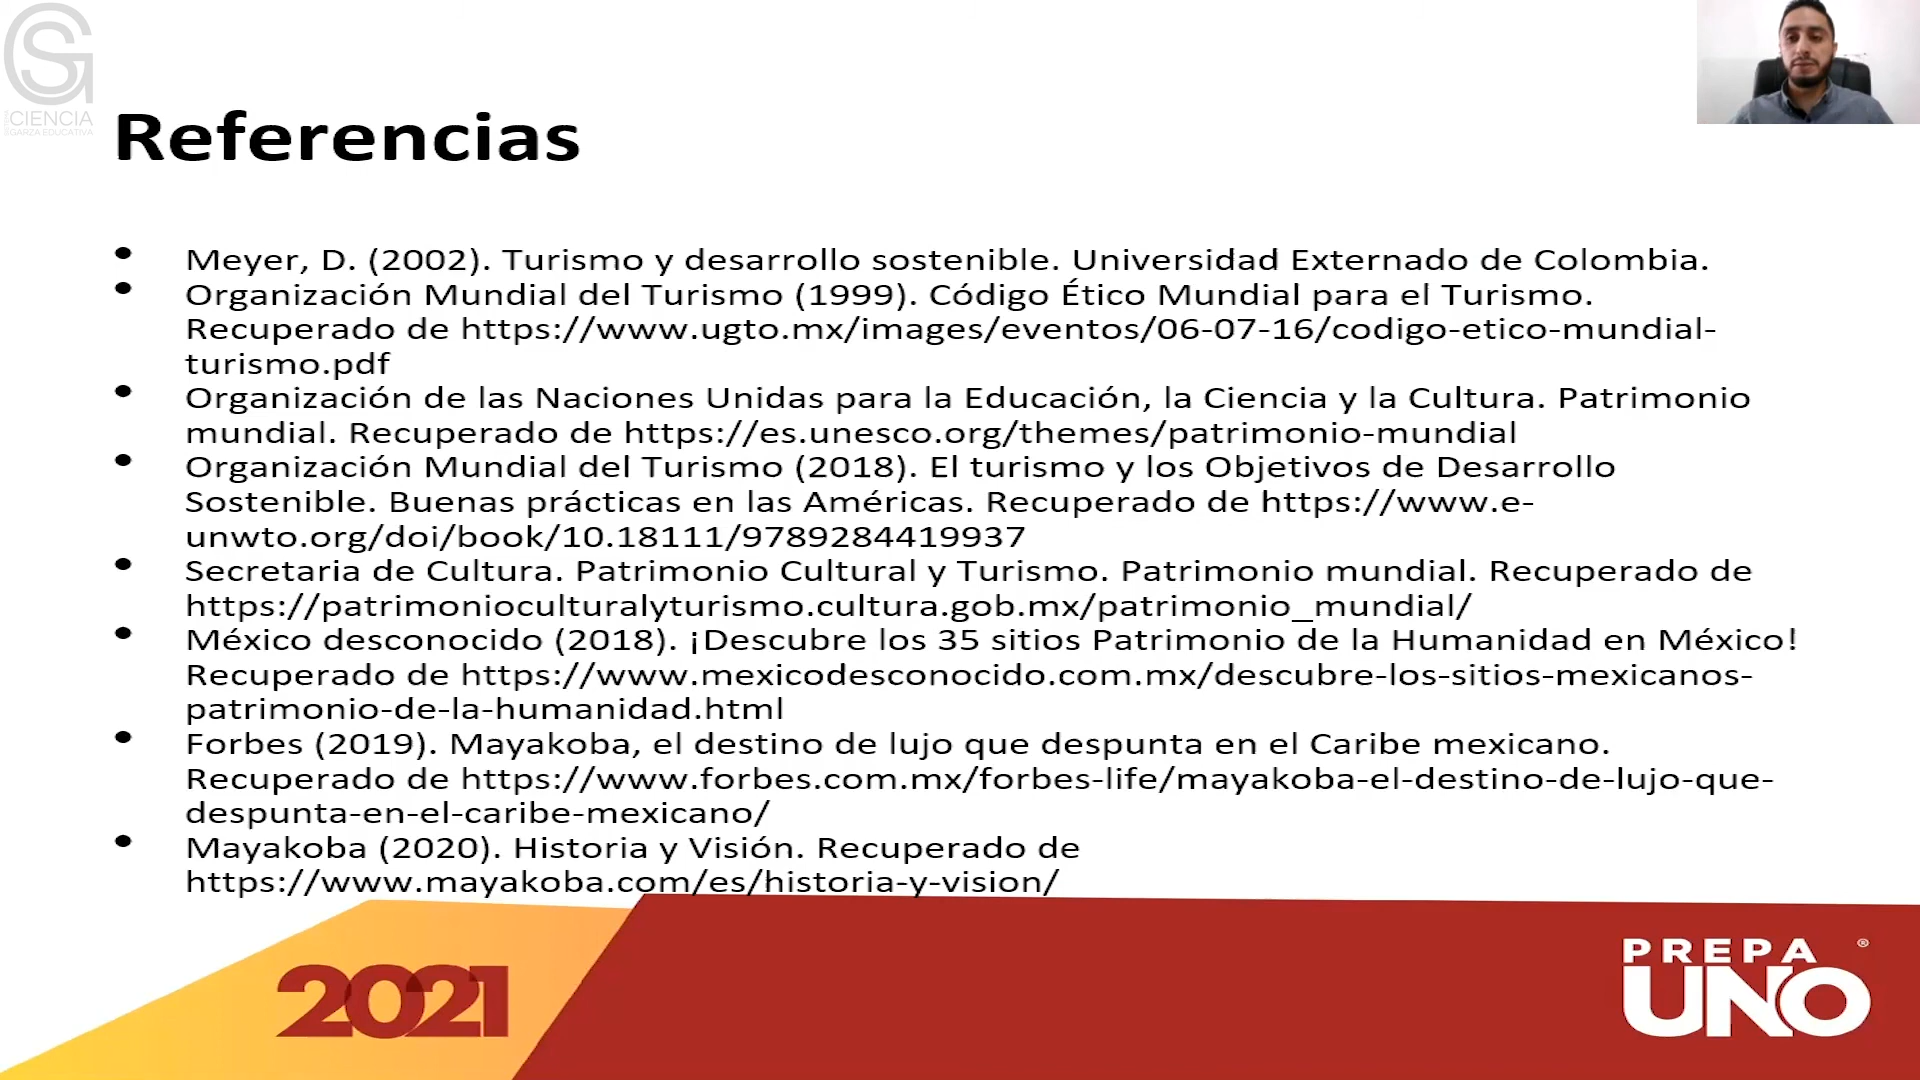 SG
CIENCIA
GARZA EDUCATIVA
Referencias
• Meyer, D. (2002). Turismo y desarrollo sostenible. Universidad Externado de Colombia.
• Organización Mundial del Turismo (1999). Código Ético Mundial para el Turismo.
Recuperado de https://www.ugto.mx/images/eventos/06-07-16/codigo-etico-mundial-
turismo.pdf
• Organización de las Naciones Unidas para la Educación, la Ciencia y la Cultura. Patrimonio
mundial. Recuperado de https://es.unesco.org/themes/patrimonio-mundial
• Organización Mundial del Turismo (2018). El turismo y los Objetivos de Desarrollo
Sostenible. Buenas prácticas en las Américas. Recuperado de https://www.e-
unwto.org/doi/book/10.18111/9789284419937
• Secretaria de Cultura. Patrimonio Cultural y Turismo. Patrimonio mundial. Recuperado de
https://patrimonioculturalyturismo.cultura.gob.mx/patrimonio_mundial/
• México desconocido (2018). ¡Descubre los 35 sitios Patrimonio de la Humanidad en México!
Recuperado de https://www.mexicodesconocido.com.mx/descubre-los-sitios-mexicanos-
patrimonio-de-la-humanidad.html
• Forbes (2019). Mayakoba, el destino de lujo que despunta en el Caribe mexicano.
Recuperado de https://www.forbes.com.mx/forbes-life/mayakoba-el-destino-de-lujo-que-
despunta-en-el-caribe-mexicano/
• Mayakoba (2020). Historia y Visión. Recuperado de
https://www.mayakoba.com/es/historia-y-vision/
2021
PREPA ®
UNO